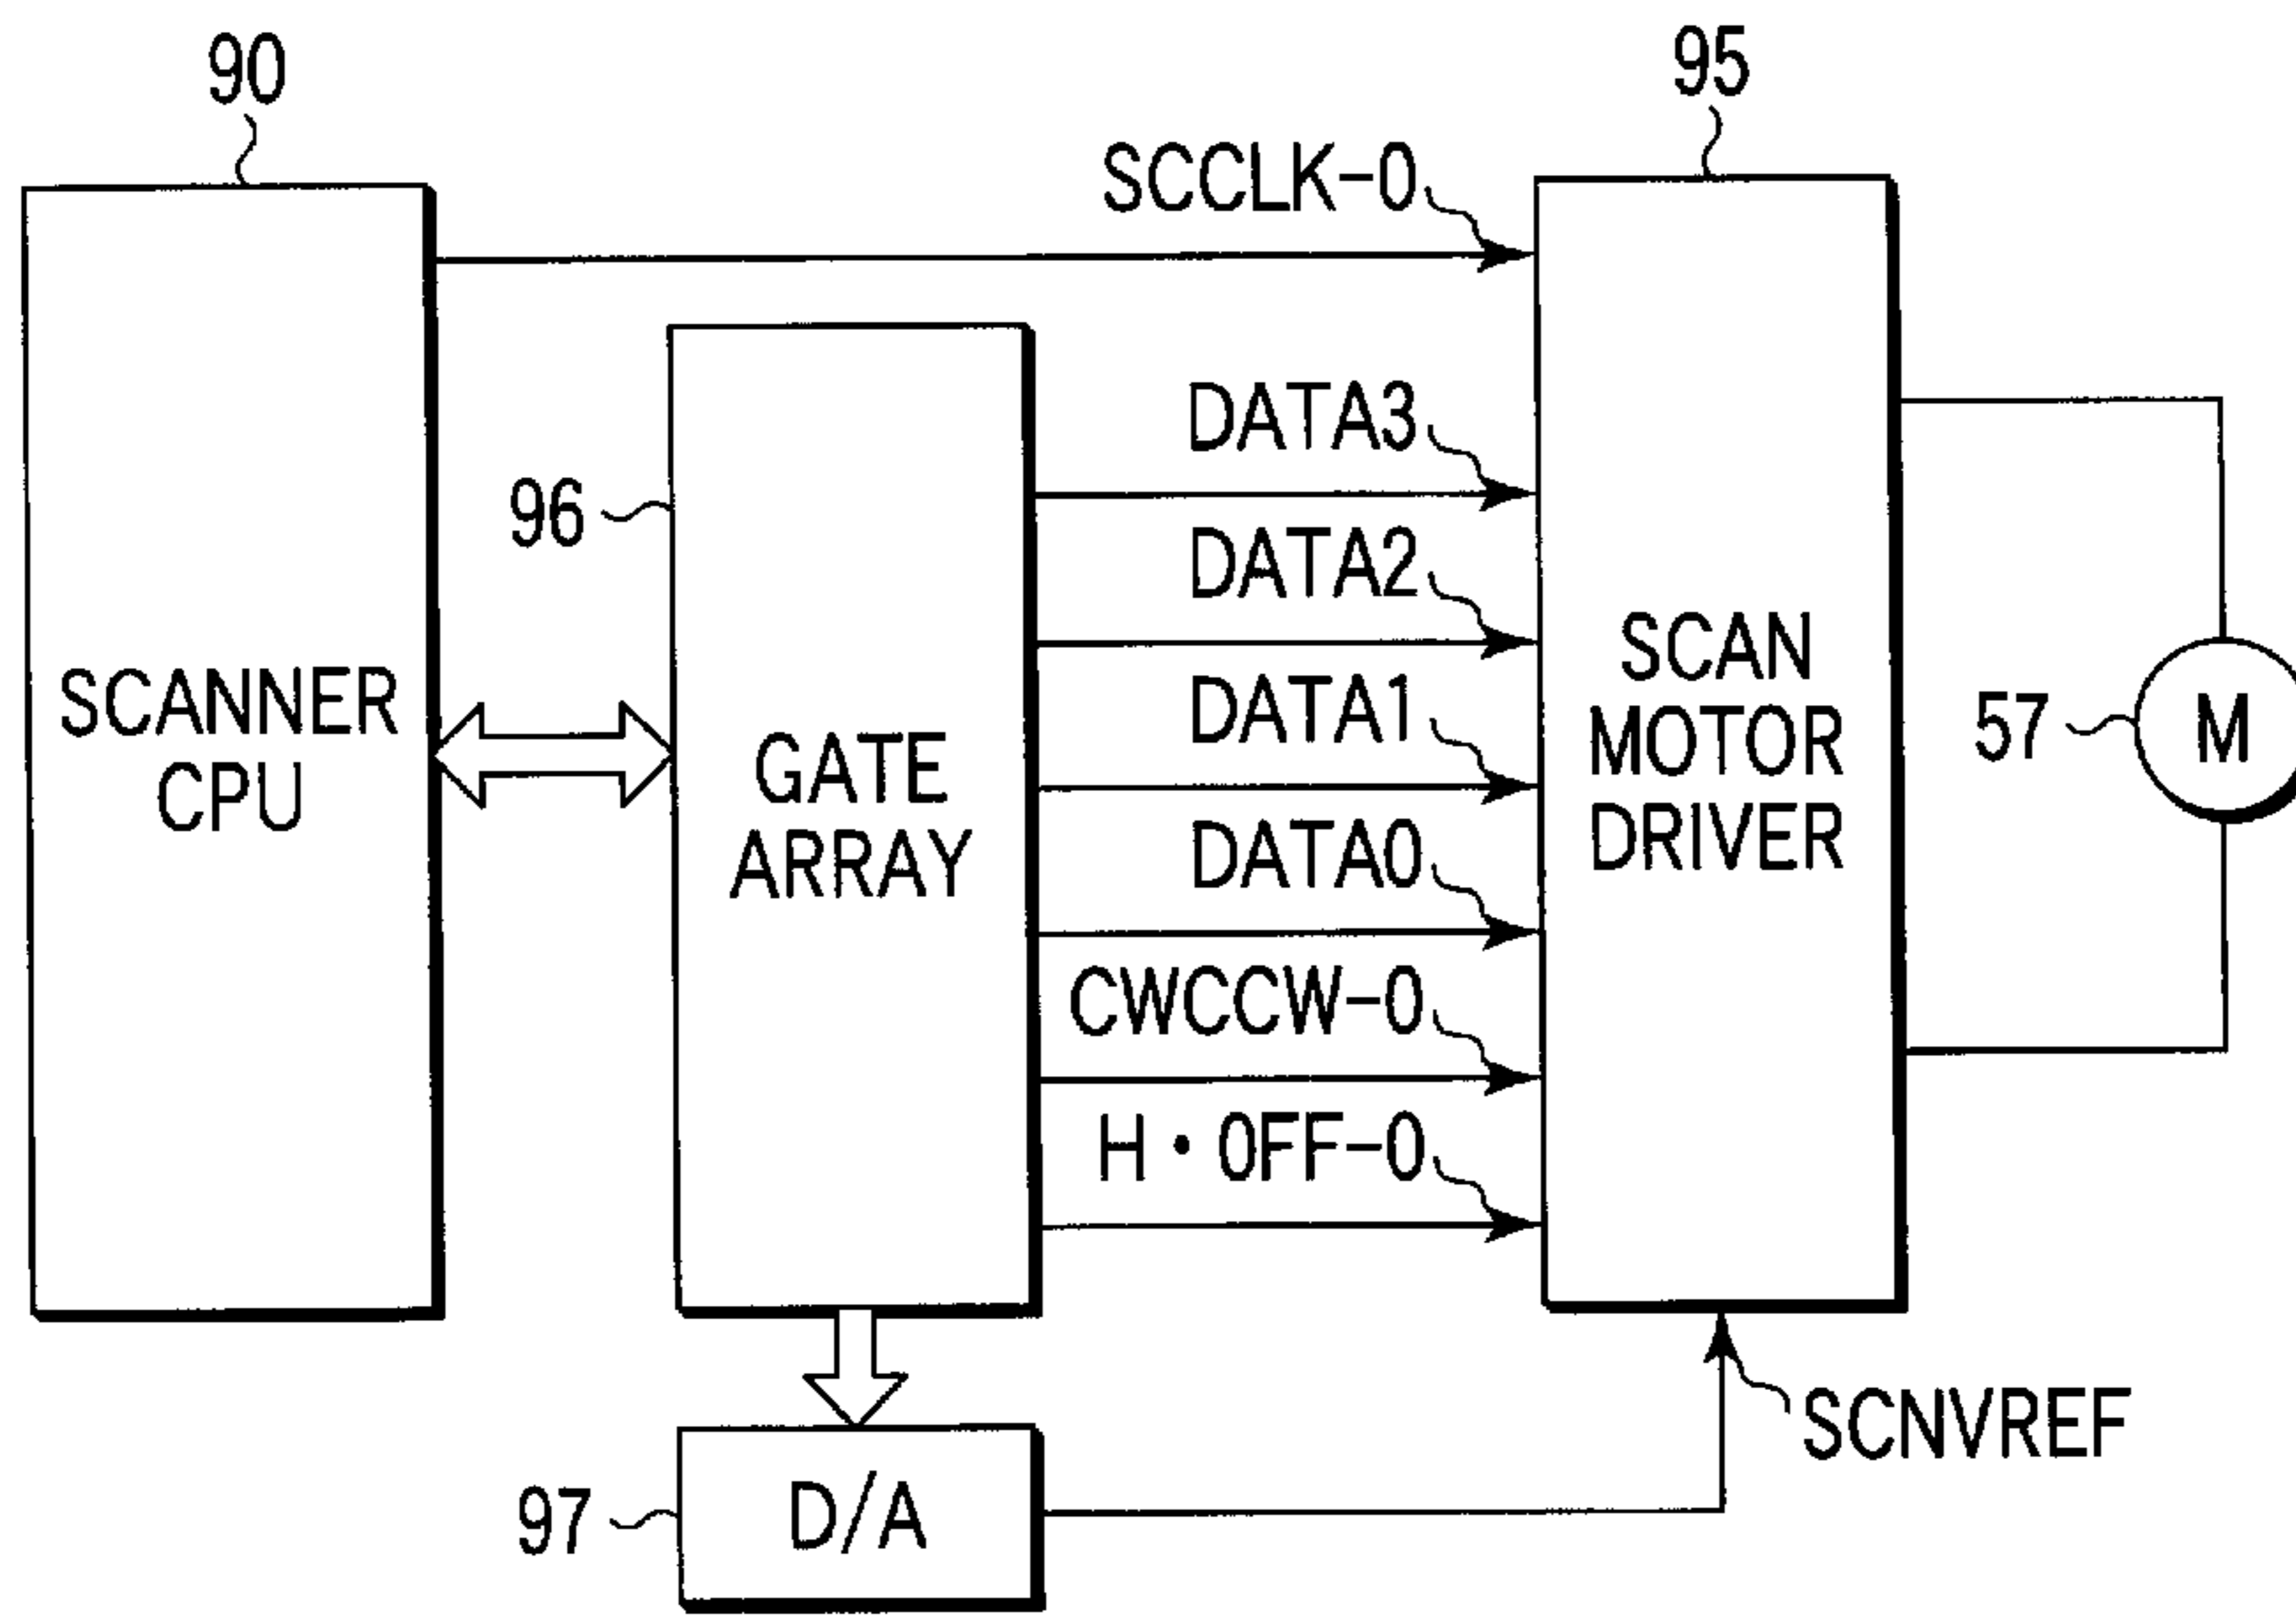 90
95
SCCLK-0
DATA3
96
DATA2
SCANNER
CPU
GATE
ARRAY
DATA1
SCAN
MOTOR
DRIVER
57
M
DATA0
CWCCW-0
H・OFF-0
SCNVREF
97
D/A